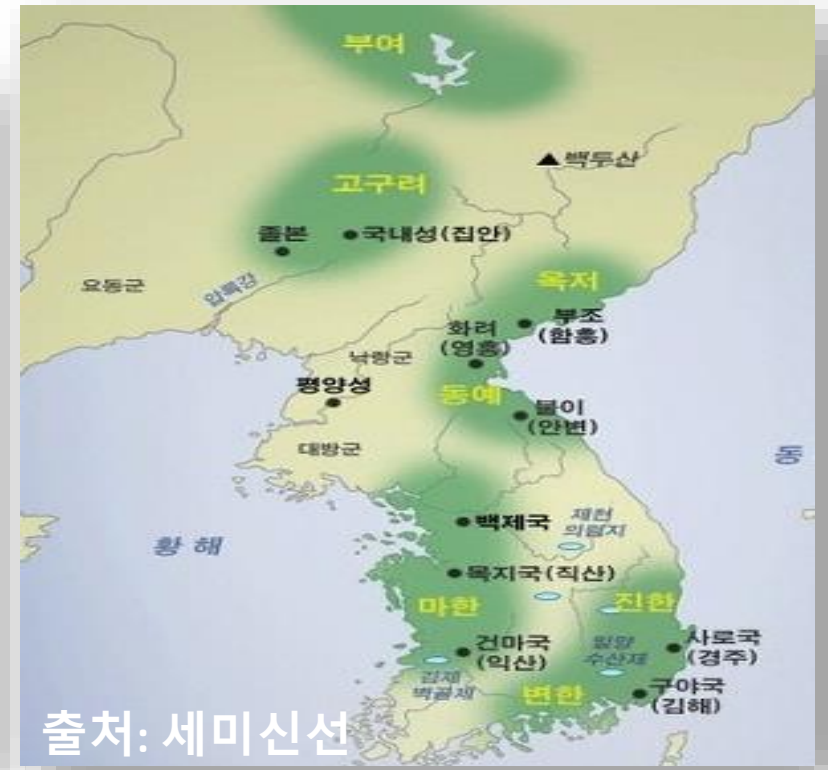 부여
고구려
▲백두산
졸본
국내성(집안)
요동군
압록강
옥저
부조
(함흥)
화려
(영흥)
낙랑군
평양성
동예
불이
(안변)
대방군
동
황 해
백제국
제천
의림지
목지국(직산)
마한
진한
건마국
(익산)
밀양
수산제
사로국
(경주)
김제
벽골제
변한
구야국
(김해)
출처: 세미신선